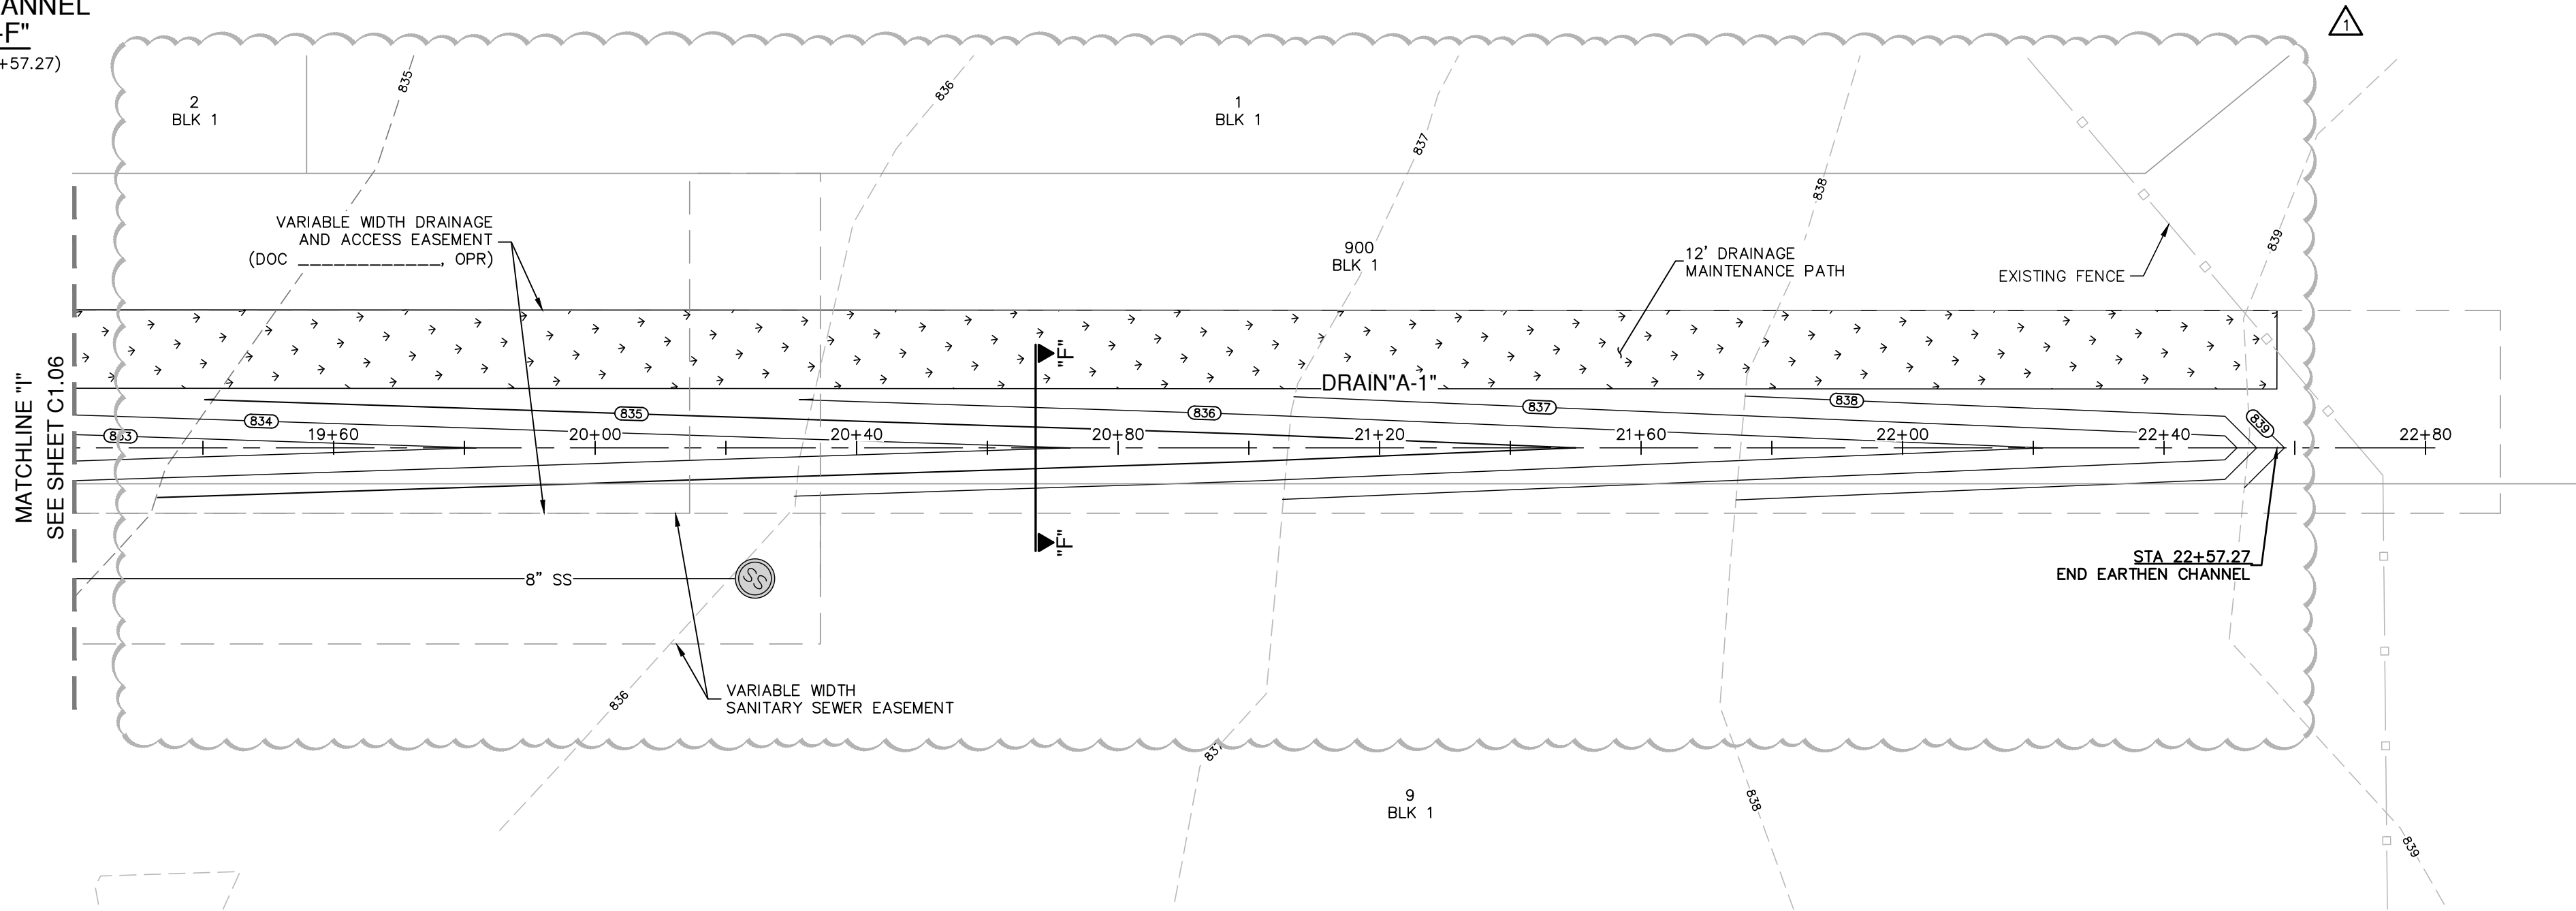 ANNEL
-F"
+57.27)
1
835
836
837
838
839
2
BLK 1
1
BLK 1
VARIABLE WIDTH DRAINAGE
AND ACCESS EASEMENT
(DOC ____________, OPR)
900
BLK 1
12' DRAINAGE
MAINTENANCE PATH
EXISTING FENCE
MATCHLINE "I"
SEE SHEET C1.06
"F"
DRAIN"A-1"
833
834
835
836
837
838
839
19+60
20+00
20+40
20+80
21+20
21+60
22+00
22+40
22+80
"F"
8" SS
SS
STA 22+57.27
END EARTHEN CHANNEL
VARIABLE WIDTH
SANITARY SEWER EASEMENT
836
837
838
839
9
BLK 1